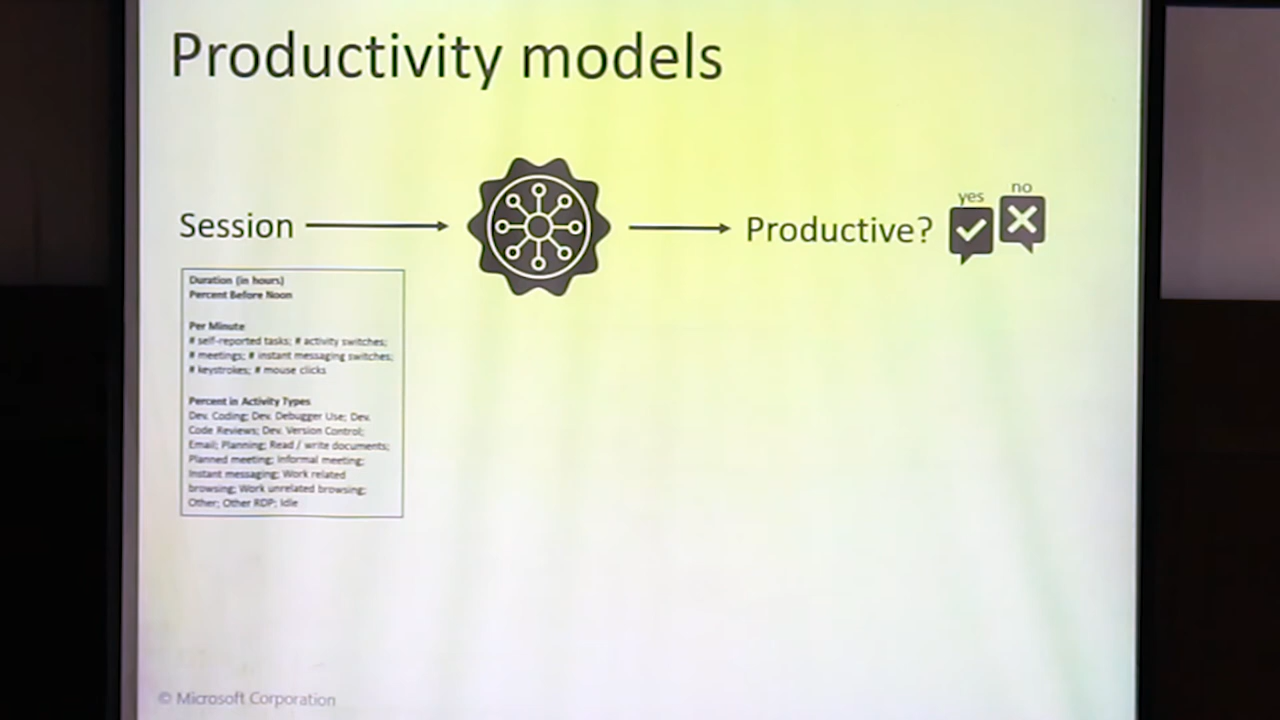 Productivity models
yes
no
Session
Productive?
Duration (in hours)
Percent Before Noon
Per Minute
# self-reported tasks; # activity switches;
# meetings; # instant messaging switches;
# keystrokes; # mouse clicks
Percent in Activity Types
Dev. Coding; Dev. Debugger Use; Dev.
Code Reviews; Dev. Version Control;
Email; Planning; Read / write documents;
Planned meeting; Informal meeting;
Instant messaging; Work related
browsing; Work unrelated browsing;
Other; Other RDP; Idle
© Microsoft Corporation